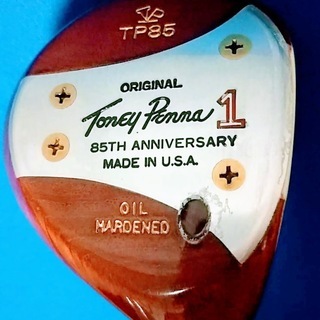 TP85
ORIGINAL
Toney Penna 1
85TH ANNIVERSARY
MADE IN U.S.A.
OIL
HARDENED